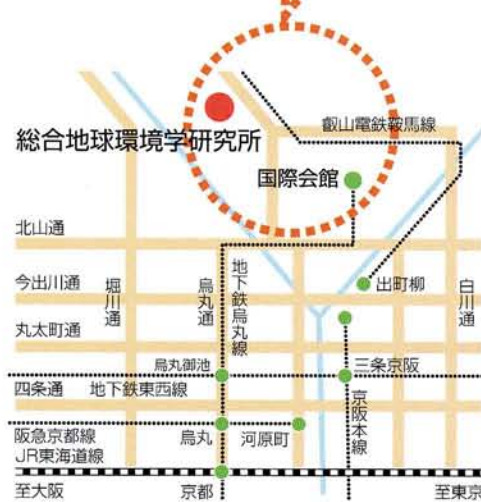 叡山電鉄鞍馬線
総合地球環境学研究所
国際会館
北山通
今出川通
堀川通
烏丸通
地下鉄烏丸線
出町柳
白川通
丸太町通
烏丸御池
三条京阪
四条通
地下鉄東西線
京阪本線
阪急京都線
烏丸
河原町
JR東海道線
至大阪
京都
至東京